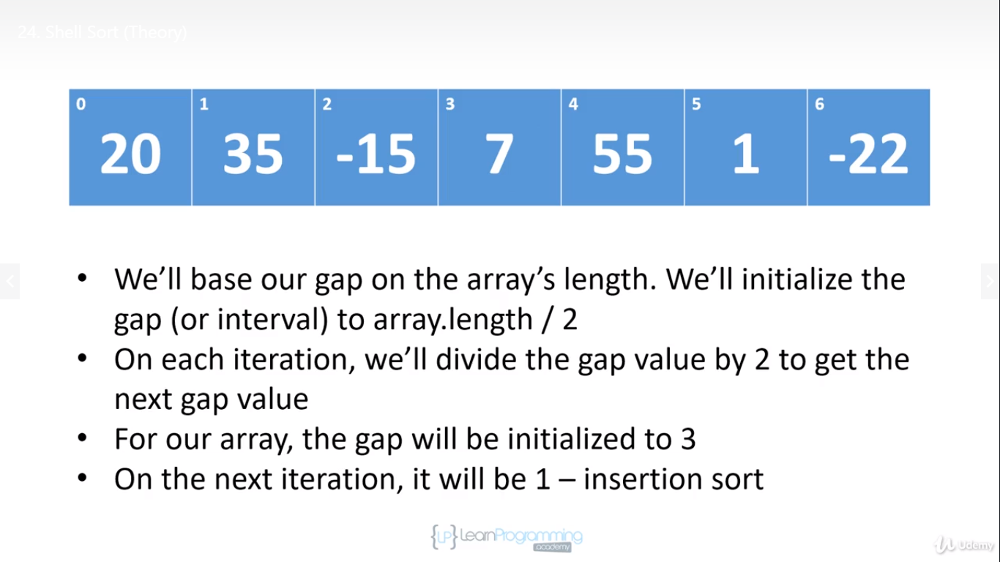 24. Shell Sort (Theory)
0 1 2 3 4 5 6
20 35 -15 7 55 1 -22
• We’ll base our gap on the array’s length. We’ll initialize the
gap (or interval) to array.length / 2
• On each iteration, we’ll divide the gap value by 2 to get the
next gap value
• For our array, the gap will be initialized to 3
• On the next iteration, it will be 1 – insertion sort
{LP} LearnProgramming
academy
Udemy